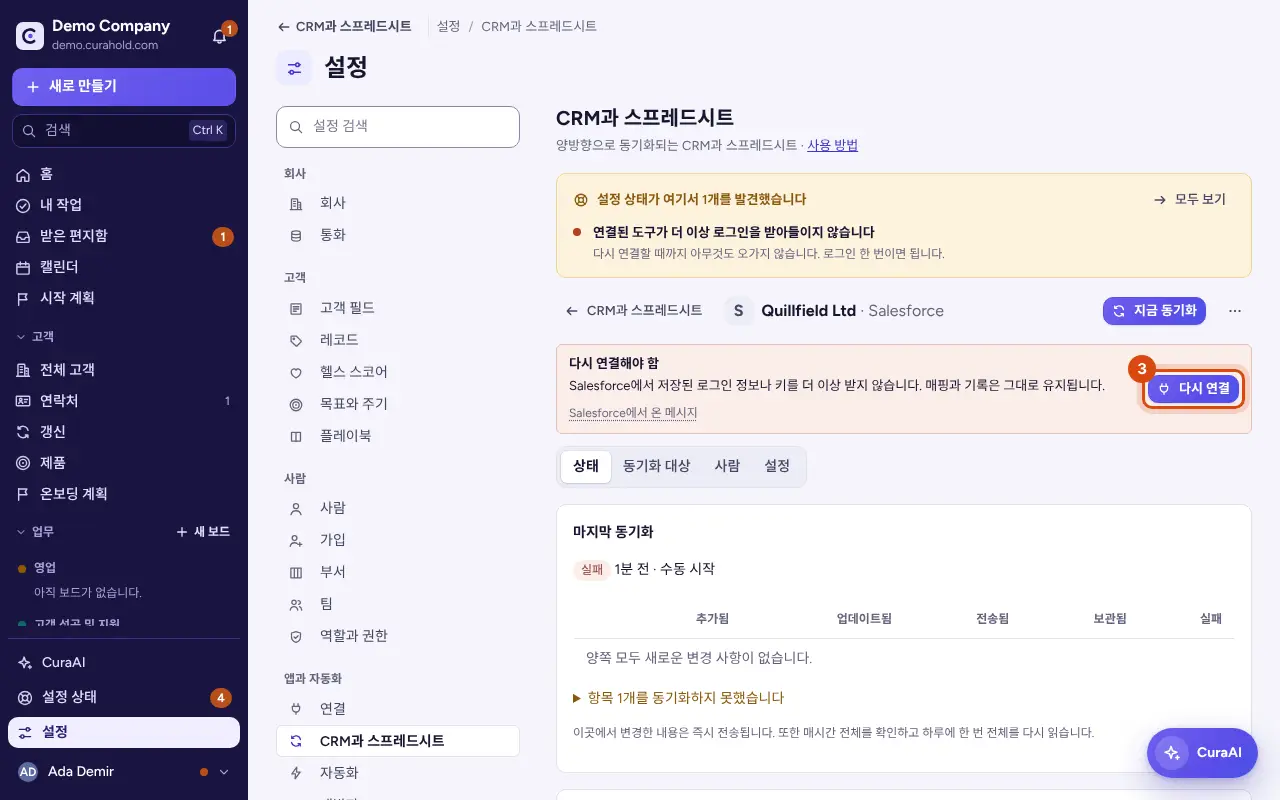 Demo Company
demo.curahold.com
1
새로 만들기
검색
Ctrl K
홈
내 작업
받은 편지함
1
캘린더
시작 계획
고객
전체 고객
연락처
1
갱신
제품
온보딩 계획
업무
새 보드
영업
아직 보드가 없습니다.
고객 성공 및 지원
CuraAI
설정 상태
4
설정
AD
Ada Demir
CRM과 스프레드시트
설정 / CRM과 스프레드시트
설정
설정 검색
회사
회사
통화
고객
고객 필드
레코드
헬스 스코어
목표와 주기
플레이북
사람
사람
가입
부서
팀
역할과 권한
앱과 자동화
연결
CRM과 스프레드시트
자동화
CRM과 스프레드시트
양방향으로 동기화되는 CRM과 스프레드시트 · 사용 방법
설정 상태가 여기서 1개를 발견했습니다
모두 보기
연결된 도구가 더 이상 로그인을 받아들이지 않습니다
다시 연결할 때까지 아무것도 오가지 않습니다. 로그인 한 번이면 됩니다.
CRM과 스프레드시트
S
Quillfield Ltd · Salesforce
지금 동기화
다시 연결해야 함
Salesforce에서 저장된 로그인 정보나 키를 더 이상 받지 않습니다. 매핑과 기록은 그대로 유지됩니다.
Salesforce에서 온 메시지
3
다시 연결
상태
동기화 대상
사람
설정
마지막 동기화
실패 1분 전 · 수동 시작
추가됨 업데이트됨 전송됨 보관됨 실패
양쪽 모두 새로운 변경 사항이 없습니다.
항목 1개를 동기화하지 못했습니다
이곳에서 변경한 내용은 즉시 전송됩니다. 또한 매시간 전체를 확인하고 하루에 한 번 전체를 다시 읽습니다.
CuraAI